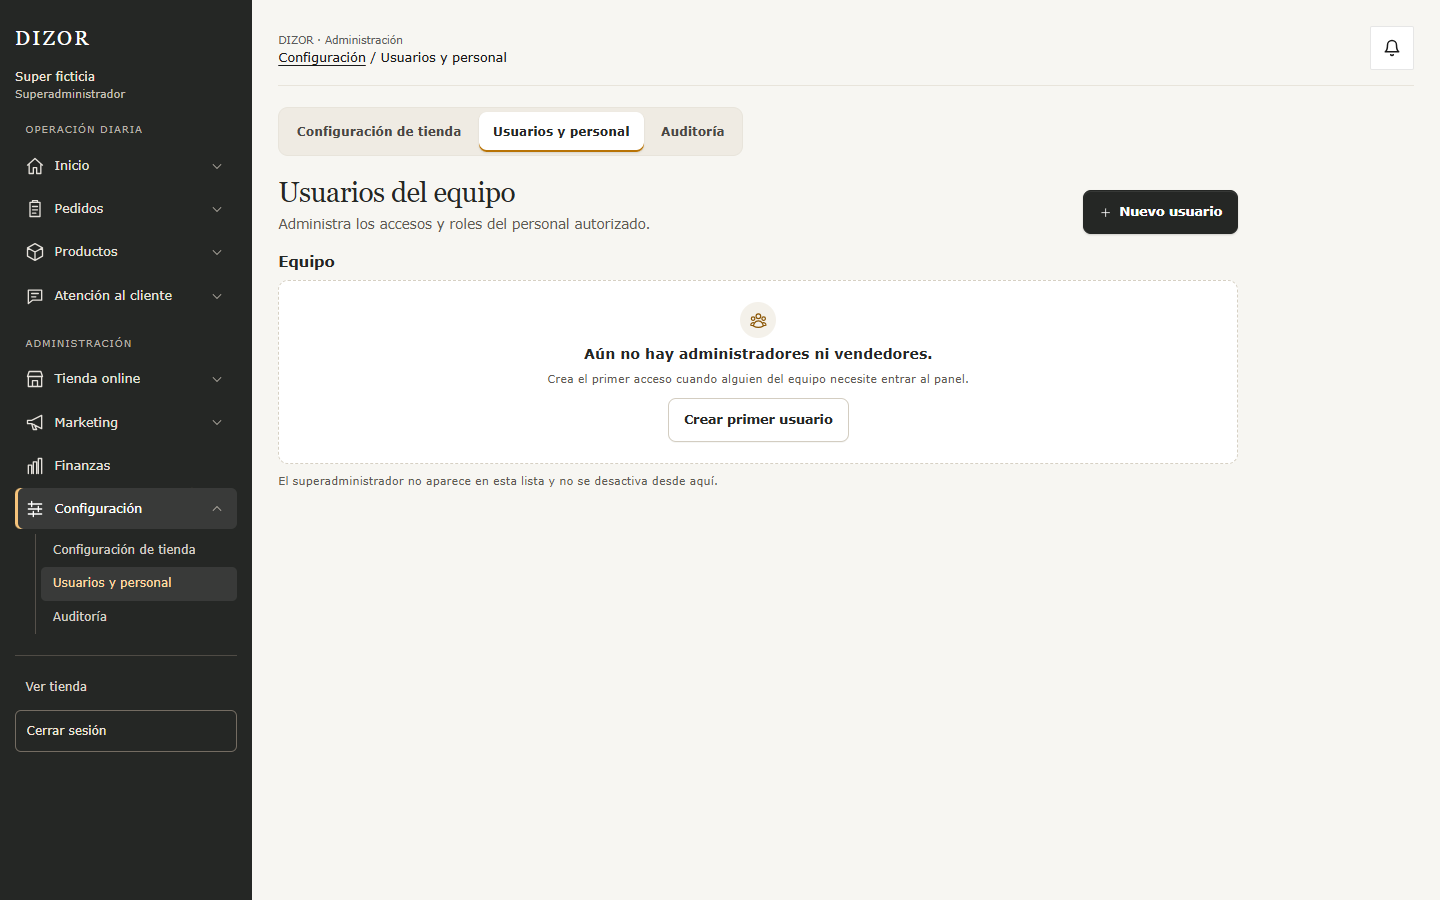 DIZOR
Super ficticia
Superadministrador
OPERACIÓN DIARIA
Inicio
Pedidos
Productos
Atención al cliente
ADMINISTRACIÓN
Tienda online
Marketing
Finanzas
Configuración
Configuración de tienda
Usuarios y personal
Auditoría
Ver tienda
Cerrar sesión
DIZOR · Administración
Configuración / Usuarios y personal
Configuración de tienda Usuarios y personal Auditoría
Usuarios del equipo
Administra los accesos y roles del personal autorizado.
+ Nuevo usuario
Equipo
Aún no hay administradores ni vendedores.
Crea el primer acceso cuando alguien del equipo necesite entrar al panel.
Crear primer usuario
El superadministrador no aparece en esta lista y no se desactiva desde aquí.